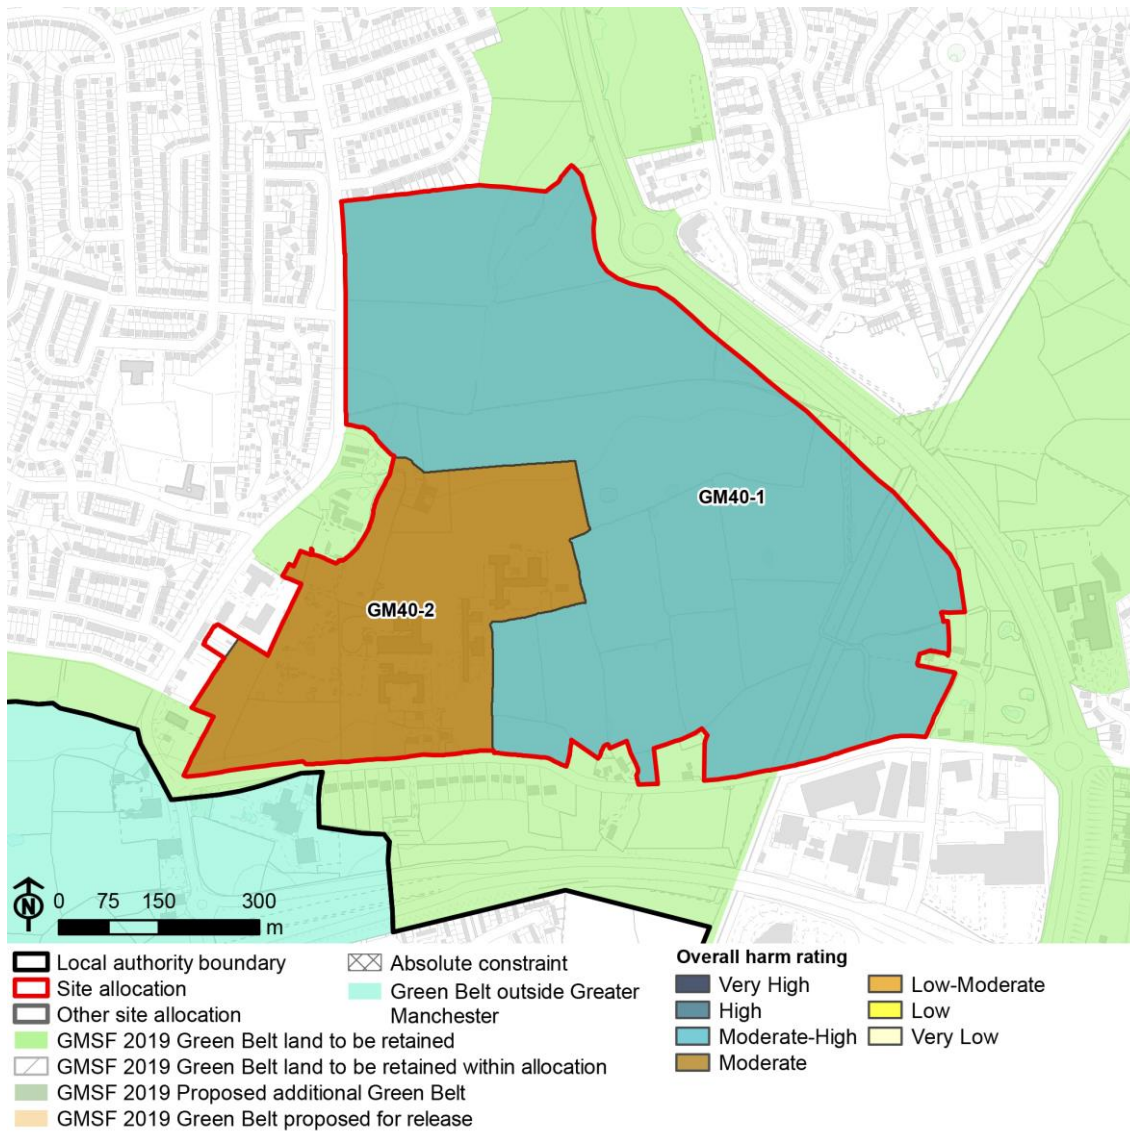 GM40-1
GM40-2
N
0 75 150 300
m
Local authority boundary
Site allocation
Other site allocation
GMSF 2019 Green Belt land to be retained
GMSF 2019 Green Belt land to be retained within allocation
GMSF 2019 Proposed additional Green Belt
GMSF 2019 Green Belt proposed for release
Absolute constraint
Green Belt outside Greater
Manchester
Overall harm rating
Very High
High
Moderate-High
Moderate
Low-Moderate
Low
Very Low